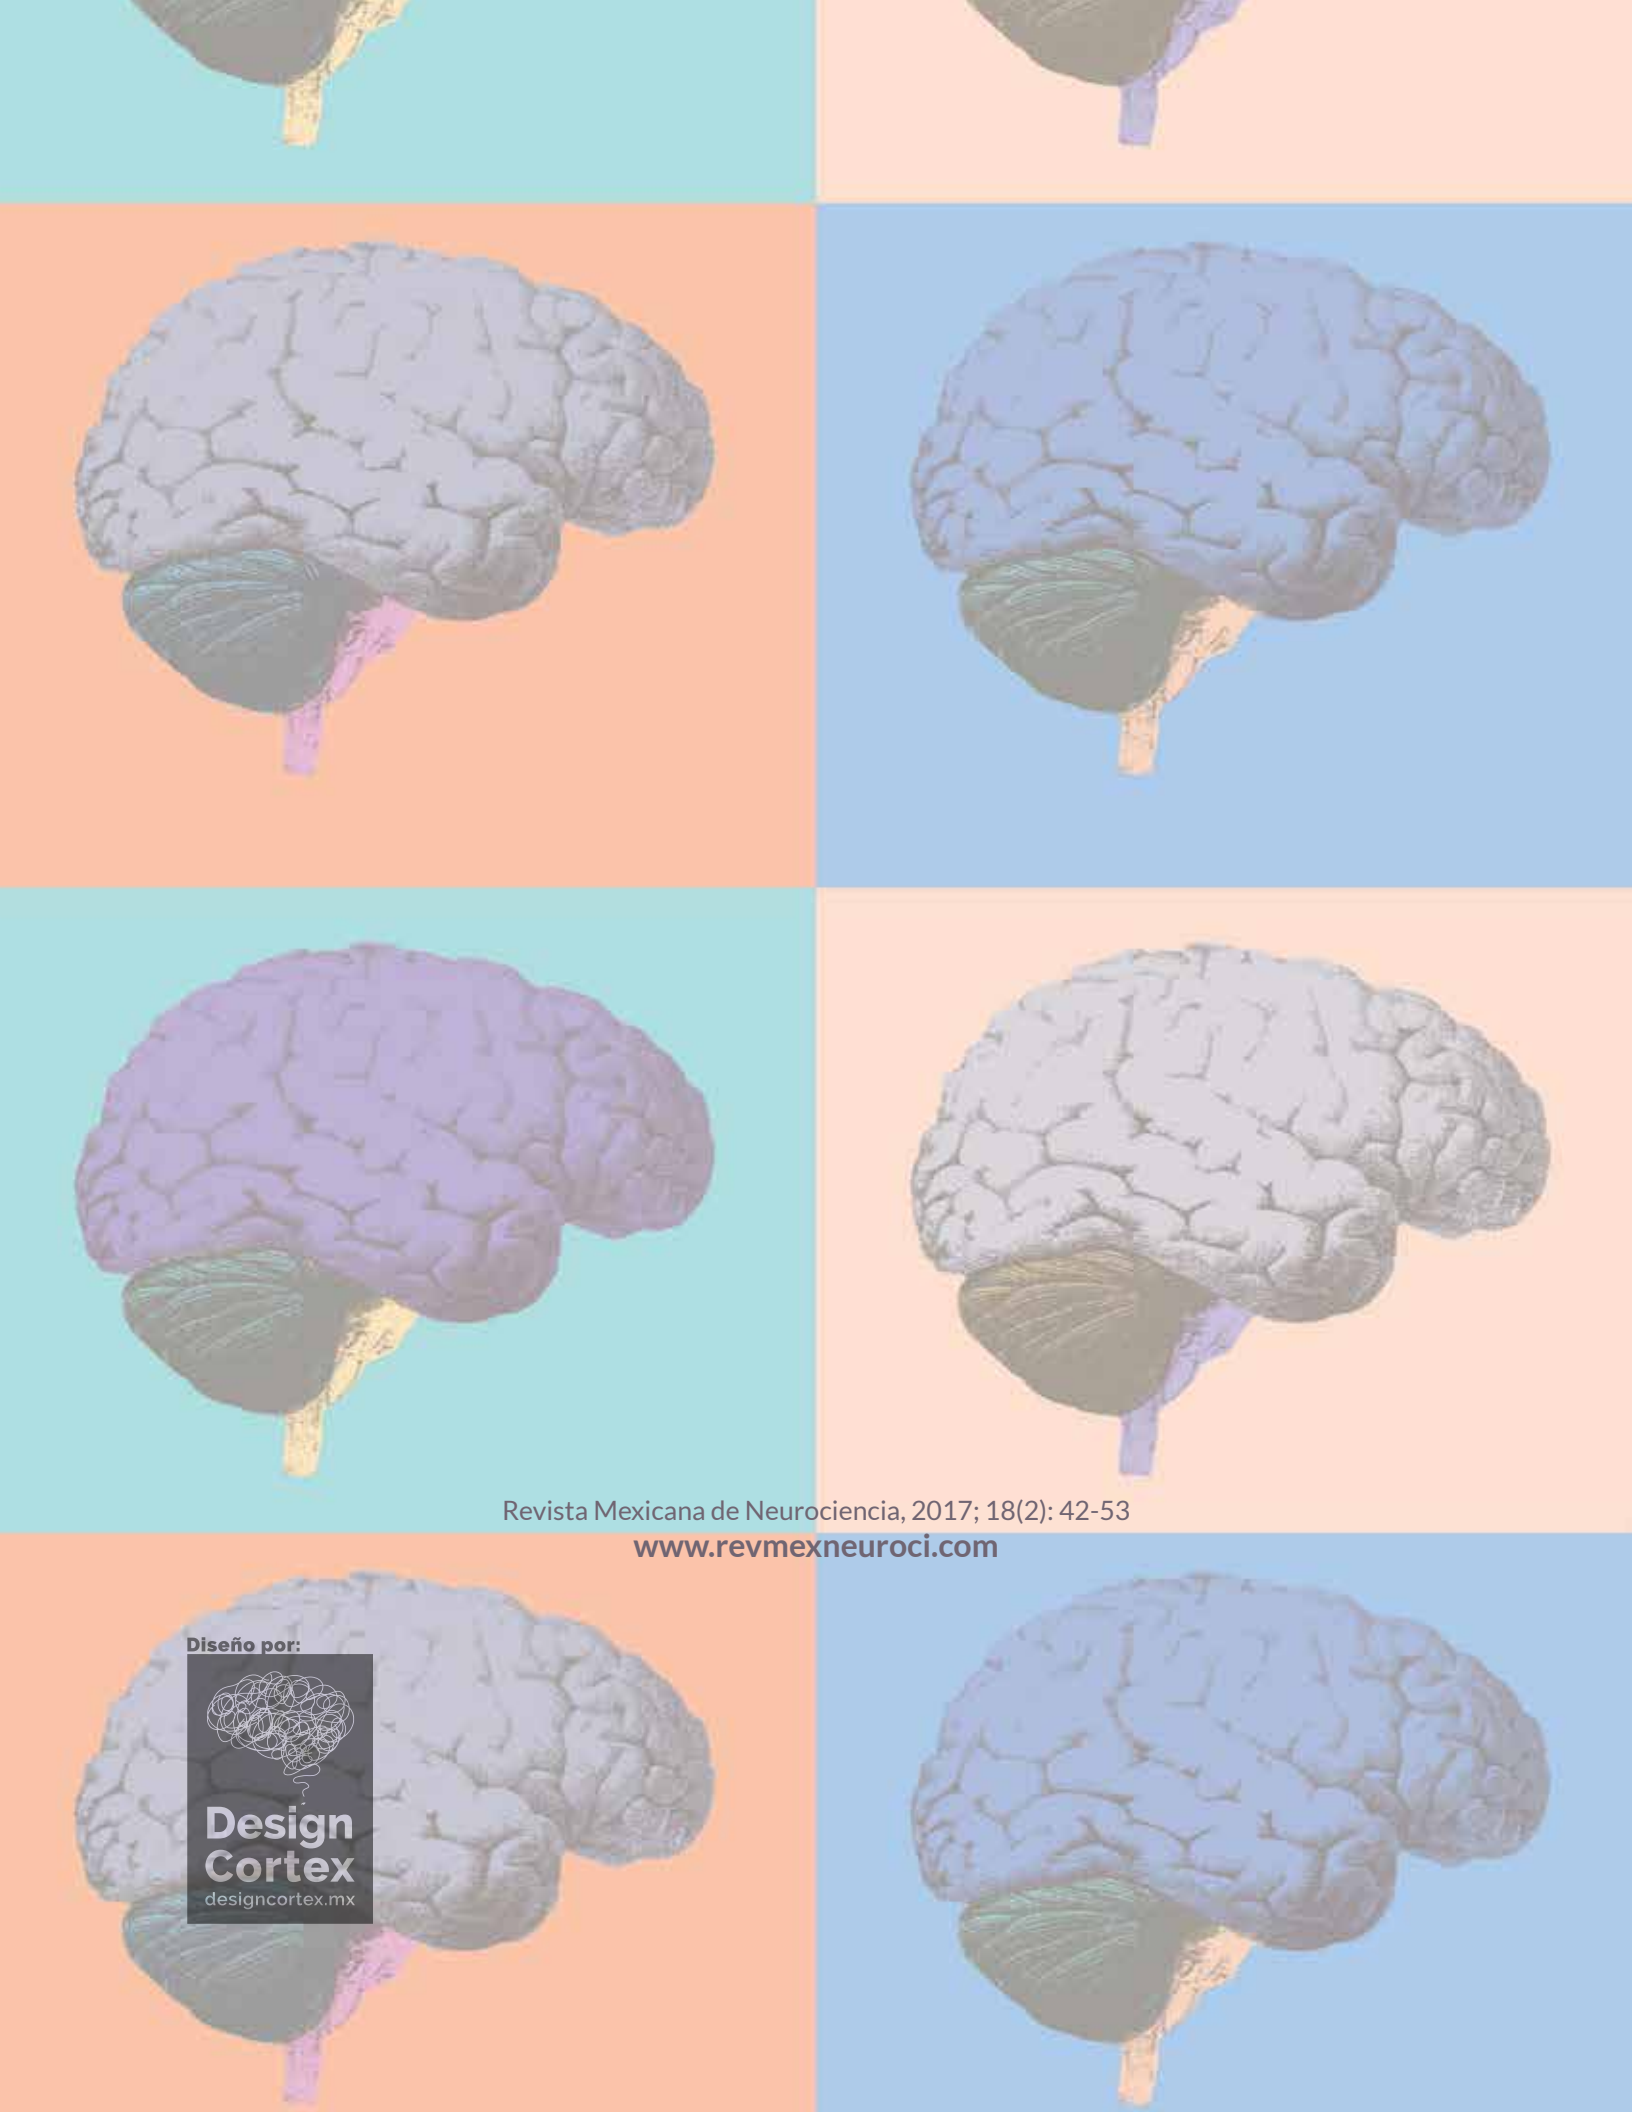 Revista Mexicana de Neurociencia, 2017; 18(2): 42-53
www.revmexneuroci.com
Diseño por:
Design
Cortex
designcortex.mx